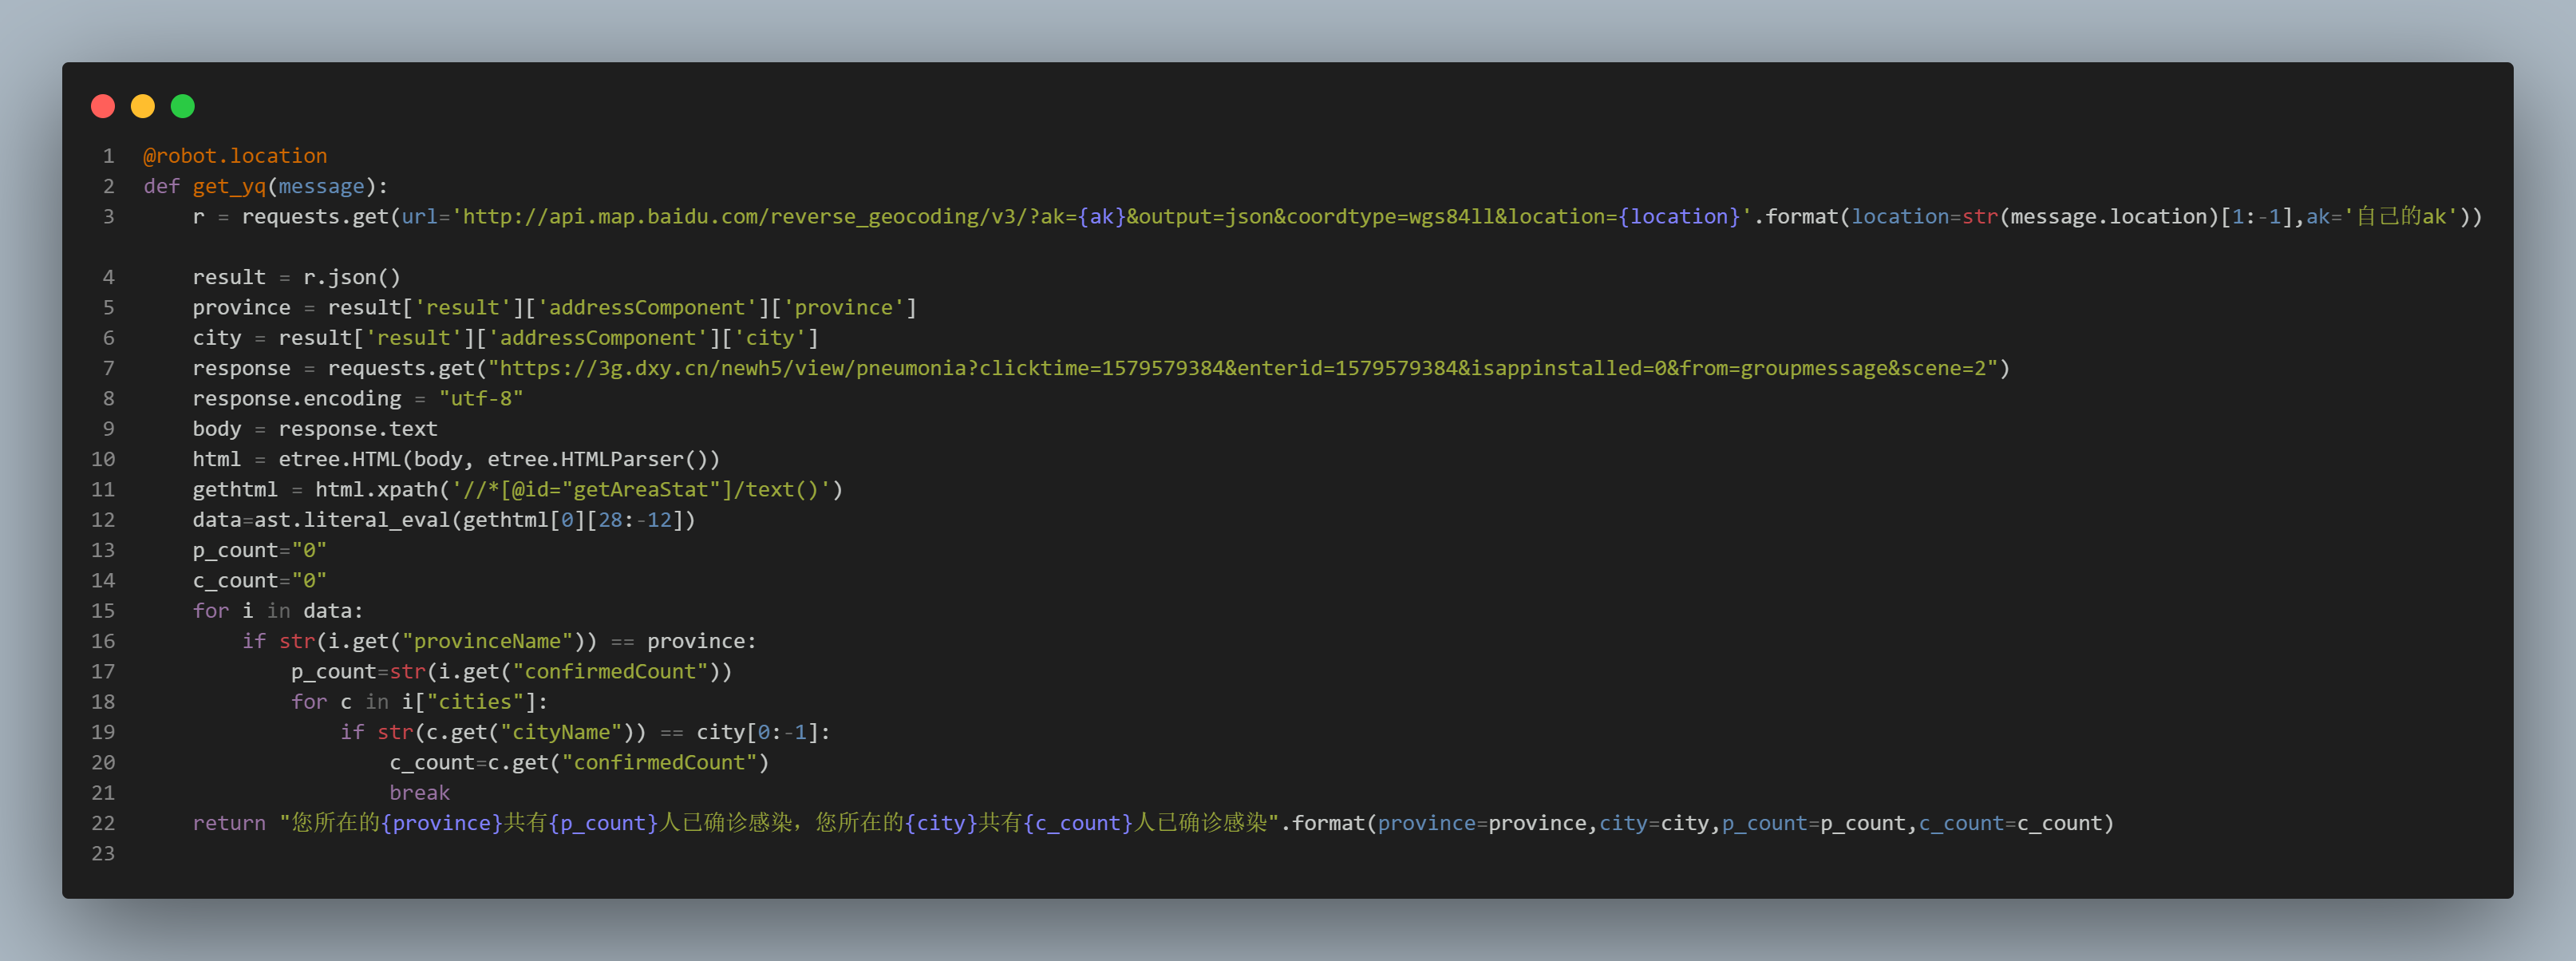 1 @robot.location
2 def get_yq(message):
3     r = requests.get(url='http://api.map.baidu.com/reverse_geocoding/v3/?ak={ak}&output=json&coordtype=wgs84ll&location={location}'.format(location=str(message.location)[1:-1],ak='自己的ak'))
4     result = r.json()
5     province = result['result']['addressComponent']['province']
6     city = result['result']['addressComponent']['city']
7     response = requests.get("https://3g.dxy.cn/newh5/view/pneumonia?clicktime=1579579384&enterid=1579579384&isappinstalled=0&from=groupmessage&scene=2")
8     response.encoding = "utf-8"
9     body = response.text
10     html = etree.HTML(body, etree.HTMLParser())
11     gethtml = html.xpath('//*[@id="getAreaStat"]/text()')
12     data=ast.literal_eval(gethtml[0][28:-12])
13     p_count="0"
14     c_count="0"
15     for i in data:
16         if str(i.get("provinceName")) == province:
17             p_count=str(i.get("confirmedCount"))
18             for c in i["cities"]:
19                 if str(c.get("cityName")) == city[0:-1]:
20                     c_count=c.get("confirmedCount")
21                     break
22     return "您所在的{province}共有{p_count}人已确诊感染，您所在的{city}共有{c_count}人已确诊感染".format(province=province,city=city,p_count=p_count,c_count=c_count)
23